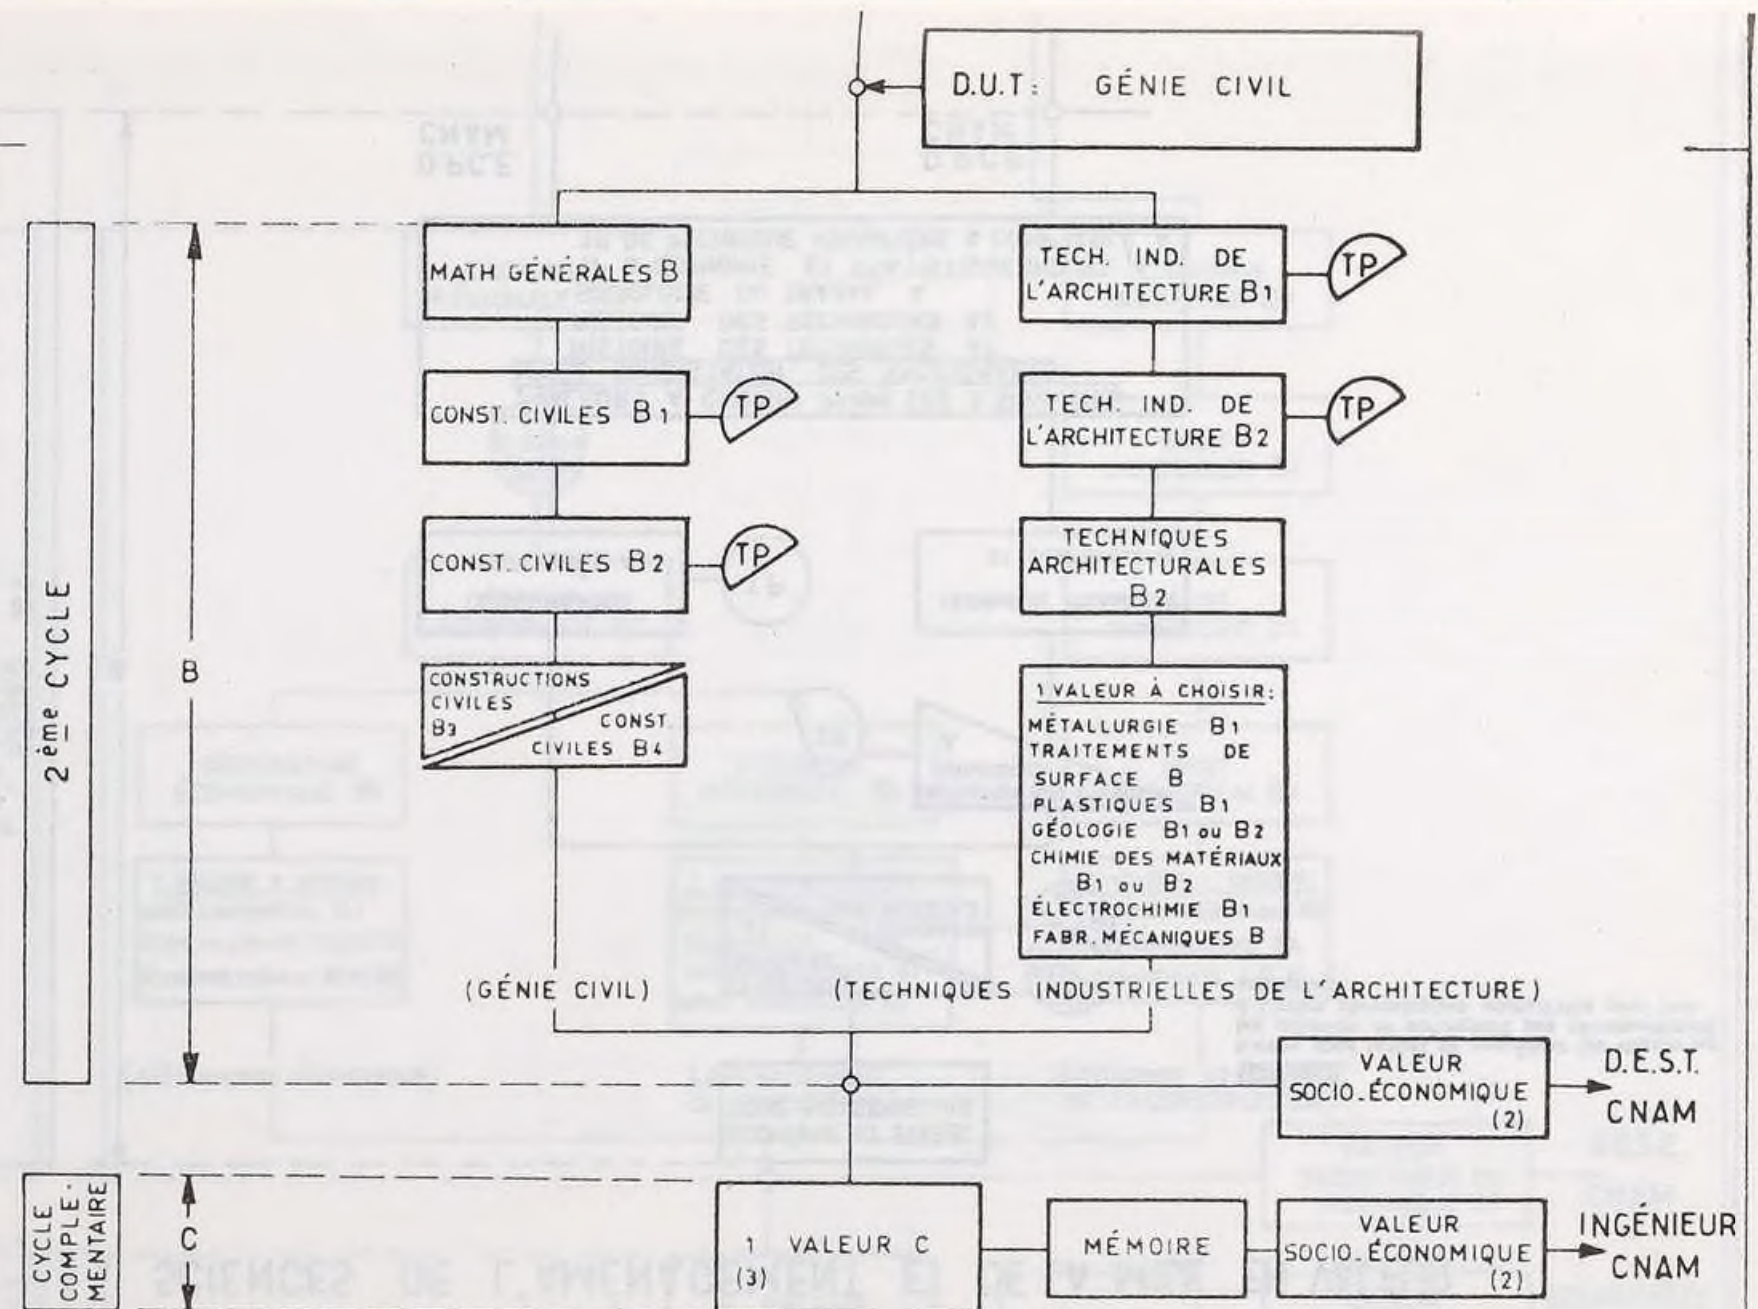 D.U.T: GÉNIE CIVIL
2ème CYCLE
B
MATH GÉNÉRALES B
CONST. CIVILES B1
TP
CONST. CIVILES B2
TP
CONSTRUCTIONS
CIVILES
B3
CONST.
CIVILES B4
(GÉNIE CIVIL)
TECH. IND. DE
L'ARCHITECTURE B1
TP
TECH. IND. DE
L'ARCHITECTURE B2
TP
TECHNIQUES
ARCHITECTURALES
B2
1 VALEUR À CHOISIR:
MÉTALLURGIE B1
TRAITEMENTS DE
SURFACE B
PLASTIQUES B1
GÉOLOGIE B1 ou B2
CHIMIE DES MATÉRIAUX
B1 ou B2
ÉLECTROCHIMIE B1
FABR. MÉCANIQUES B
(TECHNIQUES INDUSTRIELLES DE L'ARCHITECTURE)
VALEUR
SOCIO-ÉCONOMIQUE
(2)
D.E.S.T.
CNAM
CYCLE
COMPLE-
MENTAIRE
C
1 VALEUR C
(3)
MÉMOIRE
VALEUR
SOCIO-ÉCONOMIQUE
(2)
INGÉNIEUR
CNAM